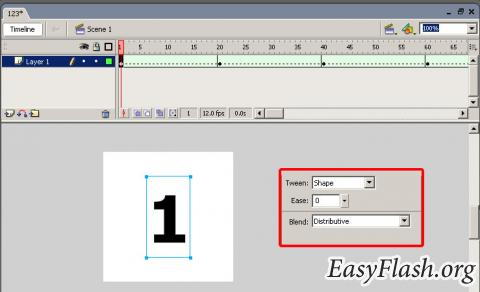 123*
Timeline
Scene 1
100%
1 5 10 15 20 25 30 35 40 45 50 55 60 65
Layer 1
1 12.0 fps 0.0s
1
Tween: Shape
Ease: 0
Blend: Distributive
EasyFlash.org